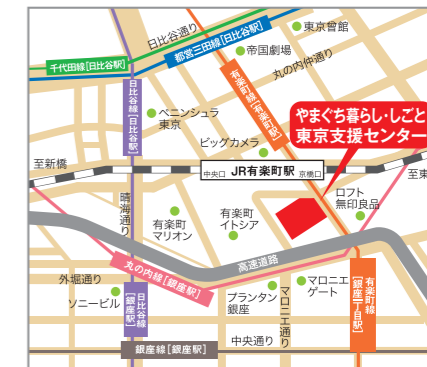 日比谷通り
東京會舘
千代田線[日比谷駅]
都営三田線[日比谷駅]
帝国劇場
丸の内仲通り
日比谷線[日比谷駅]
有楽町線[有楽町駅]
ペニンシュラ
東京
やまぐち暮らし・しごと
東京支援センター
ビックカメラ
至新橋
中央口 JR有楽町駅 京橋口
至東
晴海通り
有楽町
マリオン
有楽町
イトシア
ロフト
無印良品
丸の内線[銀座駅]
高速道路
外堀通り
ソニービル
日比谷線[銀座駅]
プランタン
銀座
マロニエ通り
マロニエ
ゲート
有楽町線[銀座一丁目駅]
銀座線[銀座駅]
中央通り